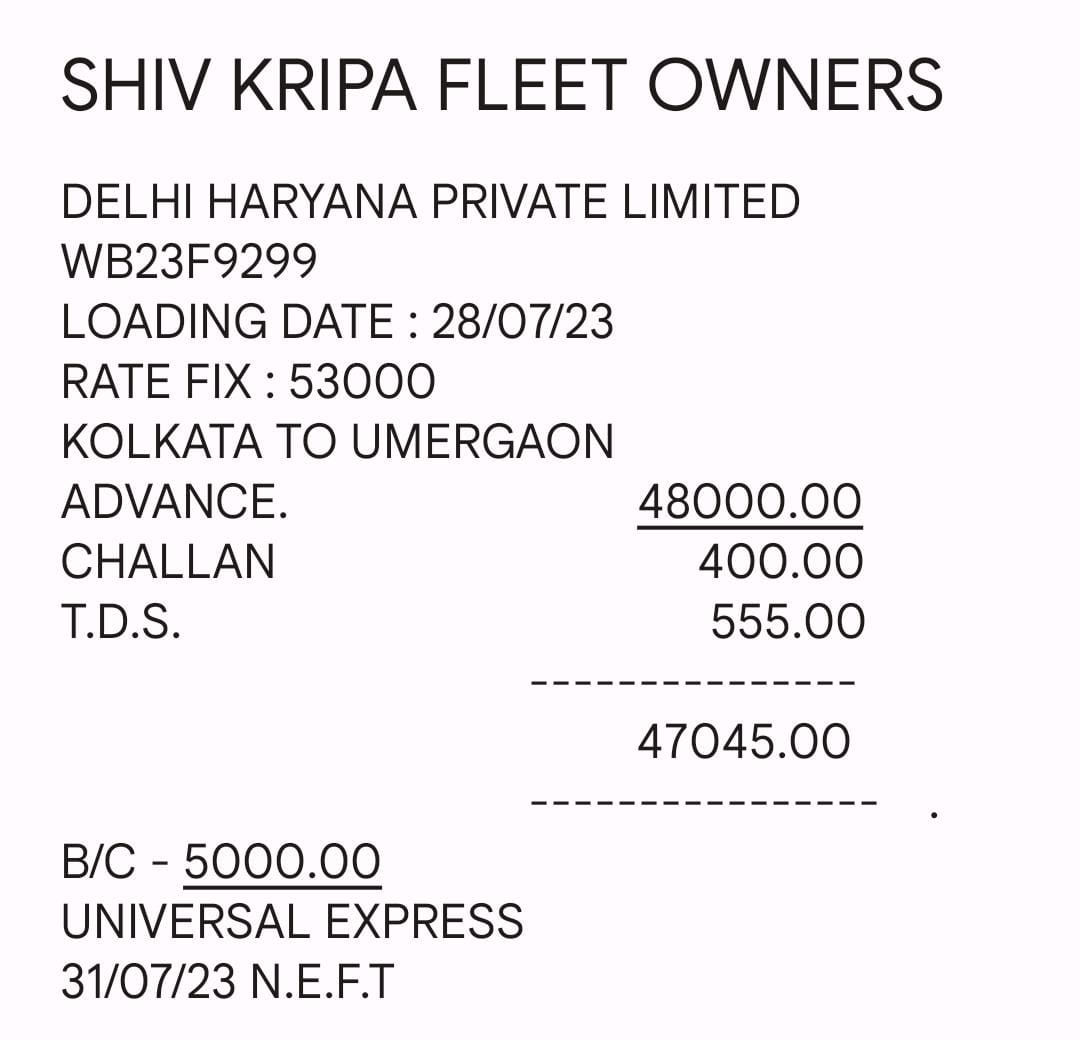 SHIV KRIPA FLEET OWNERS
DELHI HARYANA PRIVATE LIMITED
WB23F9299
LOADING DATE : 28/07/23
RATE FIX : 53000
KOLKATA TO UMERGAON
ADVANCE. 48000.00
CHALLAN 400.00
T.D.S. 555.00
---------------
47045.00
---------------- .
B/C - 5000.00
UNIVERSAL EXPRESS
31/07/23 N.E.F.T